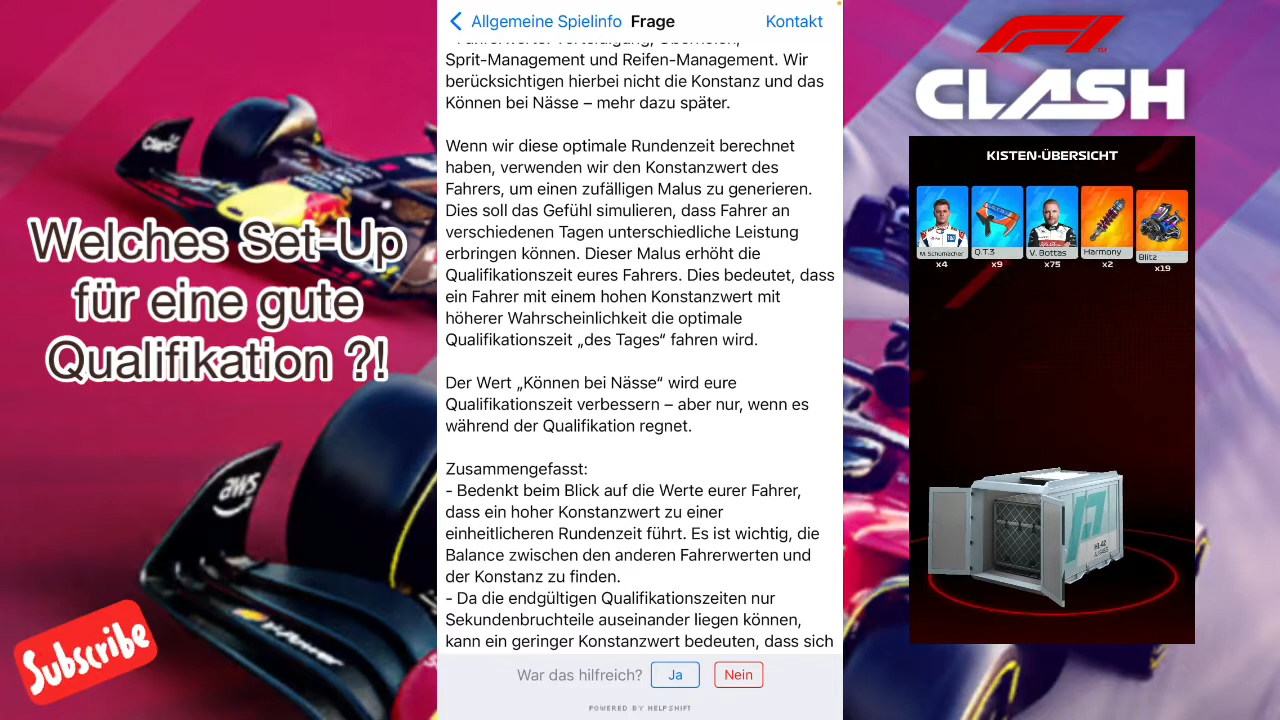 Welches Set-Up
für eine gute
Qualifikation ?!
Claro
aws
Subscribe
Allgemeine Spielinfo Frage Kontakt
Sprit-Management und Reifen-Management. Wir
berücksichtigen hierbei nicht die Konstanz und das
Können bei Nässe – mehr dazu später.
Wenn wir diese optimale Rundenzeit berechnet
haben, verwenden wir den Konstanzwert des
Fahrers, um einen zufälligen Malus zu generieren.
Dies soll das Gefühl simulieren, dass Fahrer an
verschiedenen Tagen unterschiedliche Leistung
erbringen können. Dieser Malus erhöht die
Qualifikationszeit eures Fahrers. Dies bedeutet, dass
ein Fahrer mit einem hohen Konstanzwert mit
höherer Wahrscheinlichkeit die optimale
Qualifikationszeit „des Tages“ fahren wird.
Der Wert „Können bei Nässe“ wird eure
Qualifikationszeit verbessern – aber nur, wenn es
während der Qualifikation regnet.
Zusammengefasst:
- Bedenkt beim Blick auf die Werte eurer Fahrer,
dass ein hoher Konstanzwert zu einer
einheitlicheren Rundenzeit führt. Es ist wichtig, die
Balance zwischen den anderen Fahrerwerten und
der Konstanz zu finden.
- Da die endgültigen Qualifikationszeiten nur
Sekundenbruchteile auseinander liegen können,
kann ein geringer Konstanzwert bedeuten, dass sich
War das hilfreich? Ja Nein
POWERED BY HELPSHIFT
F1
CLASH
KISTEN-ÜBERSICHT
M. Schumacher Q.T.3 V. Bottas Harmony Blitz
x4 x9 x75 x2 x19